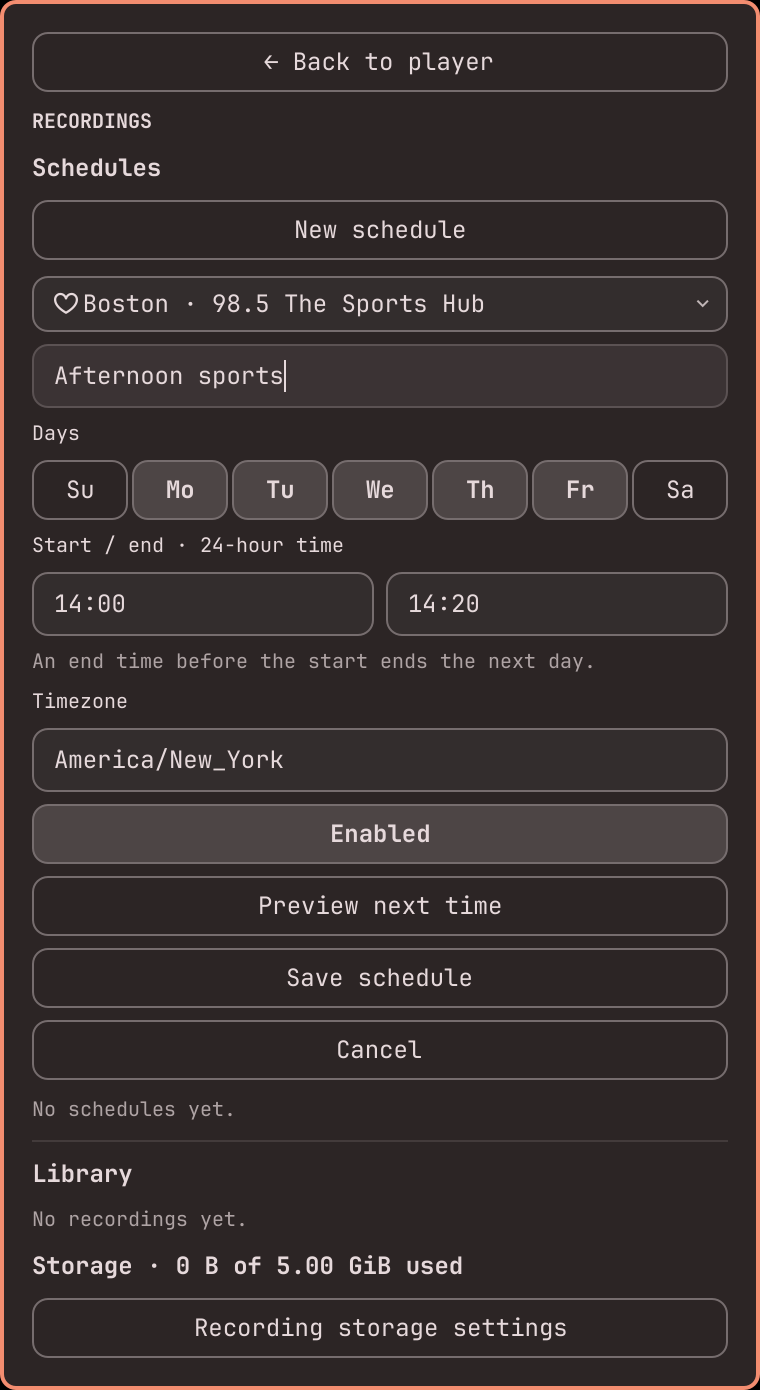 ← Back to player
RECORDINGS
Schedules
New schedule
Boston · 98.5 The Sports Hub
Afternoon sports
Days
Su Mo Tu We Th Fr Sa
Start / end · 24-hour time
14:00 14:20
An end time before the start ends the next day.
Timezone
America/New_York
Enabled
Preview next time
Save schedule
Cancel
No schedules yet.
Library
No recordings yet.
Storage · 0 B of 5.00 GiB used
Recording storage settings